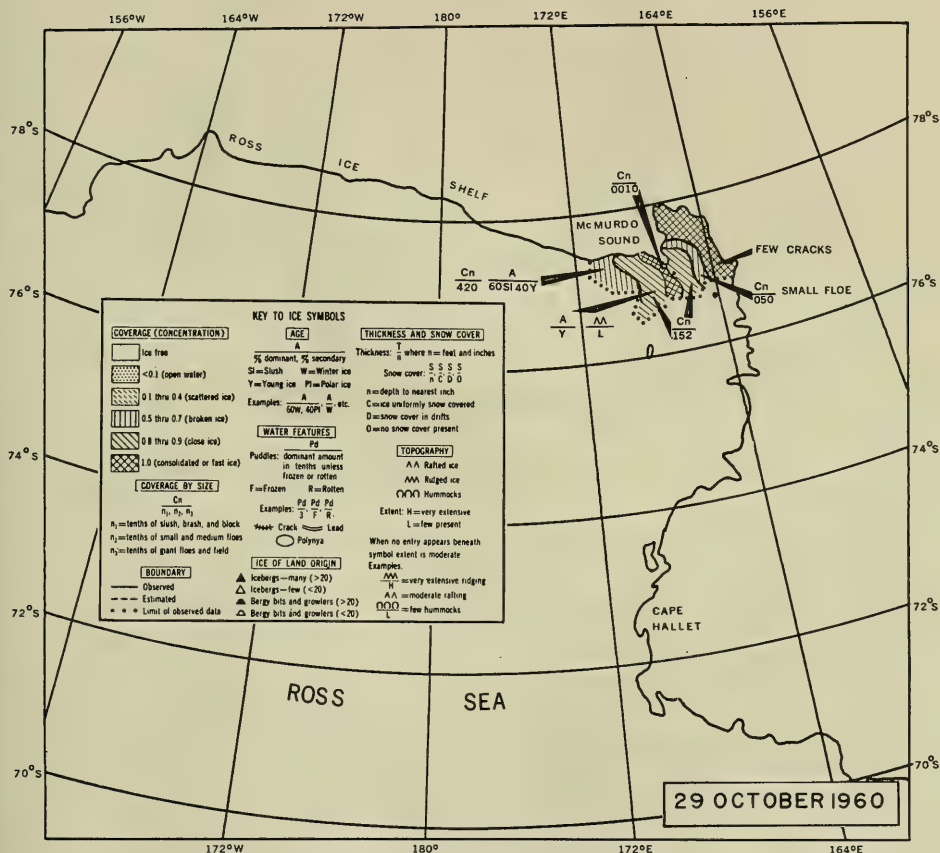 156°W 164°W 172°W 180° 172°E 164°E 156°E
78°S
78°S
ROSS ICE SHELF
Cn
0010
McMURDO
SOUND
FEW CRACKS
Cn A
420 60SI 40Y
Cn
050 SMALL FLOE
A ʌʌ
Y L
Cn
152
76°S
76°S
KEY TO ICE SYMBOLS
COVERAGE (CONCENTRATION)
Ice free
<0.1 (open water)
0.1 thru 0.4 (scattered ice)
0.5 thru 0.7 (broken ice)
0.8 thru 0.9 (close ice)
1.0 (consolidated or fast ice)
COVERAGE BY SIZE
Cn
n₁, n₂, n₃
n₁=tenths of slush, brash, and block
n₂=tenths of small and medium floes
n₃=tenths of giant floes and field
BOUNDARY
Observed
Estimated
Limit of observed data
AGE
A
% dominant, % secondary
SI=Slush W=Winter ice
Y=Young ice PI=Polar ice
Examples: A/60W, 40PI, A/W, etc.
WATER FEATURES
Pd
Puddles: dominant amount
in tenths unless
frozen or rotten
F=Frozen R=Rotten
Examples: Pd/3, Pd/F, Pd/R.
Crack Lead
Polynya
ICE OF LAND ORIGIN
Icebergs—many (>20)
Icebergs—few (<20)
Bergy bits and growlers (>20)
Bergy bits and growlers (<20)
THICKNESS AND SNOW COVER
Thickness: T/n where n=feet and inches
Snow cover: S/n, S/C, S/D, S/O
n=depth to nearest inch
C=ice uniformly snow covered
D=snow cover in drifts
O=no snow cover present
TOPOGRAPHY
Rafted ice
Ridged ice
Hummocks
Extent: H=very extensive
L=few present
When no entry appears beneath
symbol extent is moderate
Examples.
H =very extensive ridging
=moderate rafting
L =few hummocks
74°S
74°S
72°S
72°S
CAPE
HALLET
ROSS SEA
70°S
70°S
29 OCTOBER 1960
172°W 180° 172°E 164°E